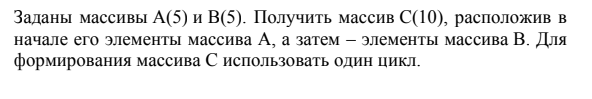 Заданы массивы A(5) и B(5). Получить массив C(10), расположив в
начале его элементы массива A, а затем – элементы массива B. Для
формирования массива C использовать один цикл.